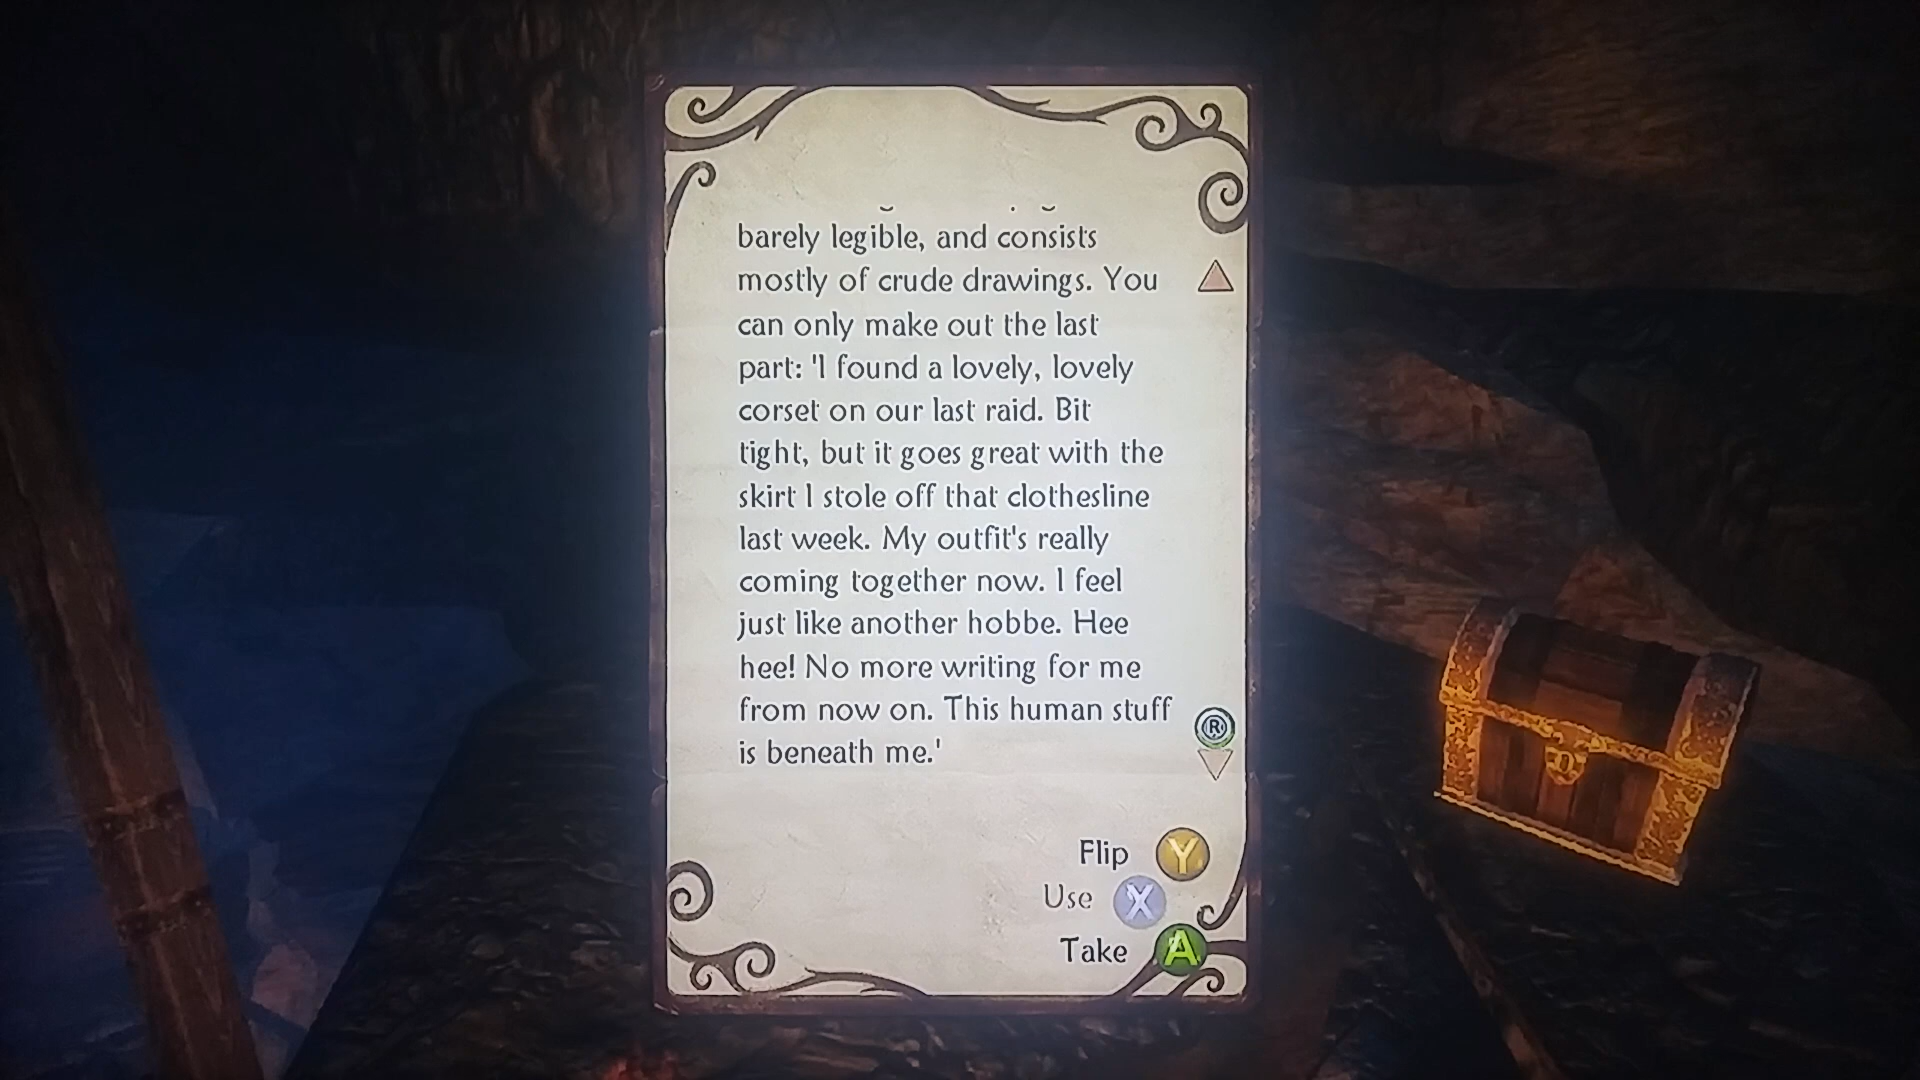 barely legible, and consists
mostly of crude drawings. You
can only make out the last
part: 'I found a lovely, lovely
corset on our last raid. Bit
tight, but it goes great with the
skirt I stole off that clothesline
last week. My outfit's really
coming together now. I feel
just like another hobbe. Hee
hee! No more writing for me
from now on. This human stuff
is beneath me.'
R
Flip Y
Use X
Take A